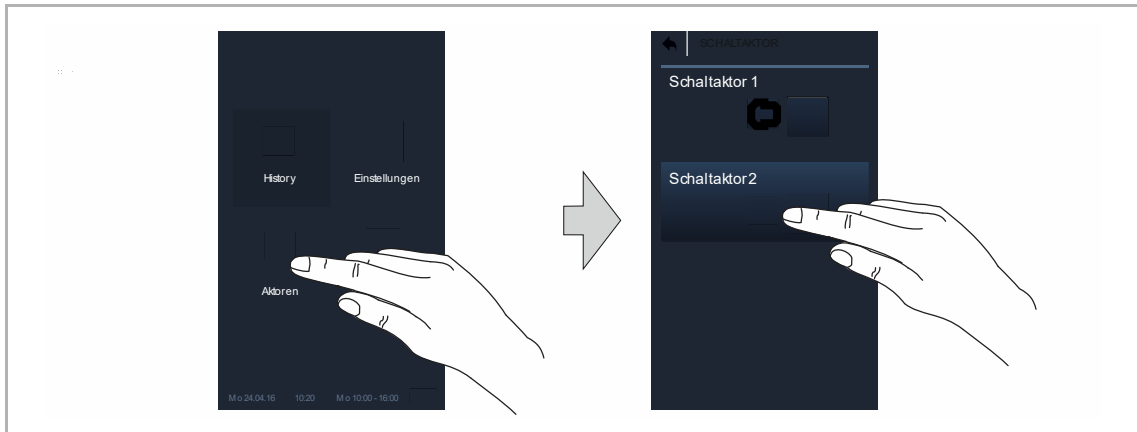 History
Einstellungen
Aktoren
Mo 24.04.16 10:20 Mo 10:00 - 16:00
SCHALTAKTOR
Schaltaktor 1
Schaltaktor2